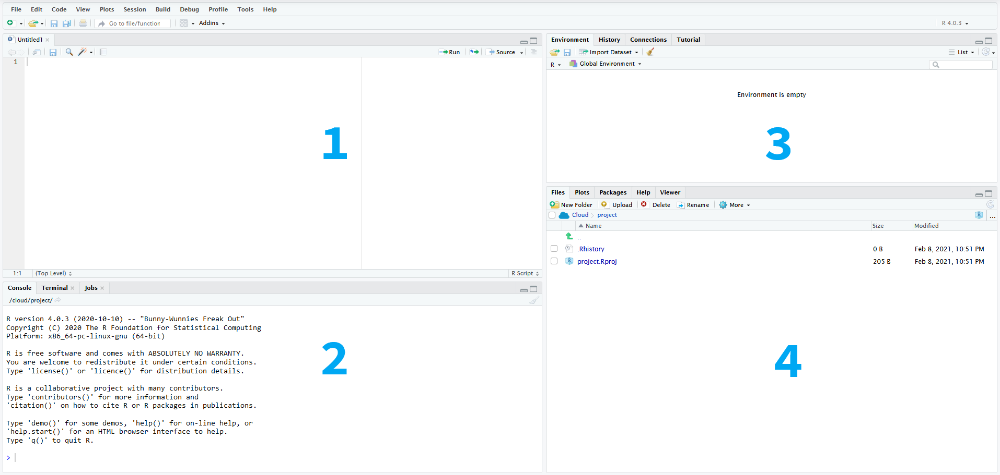 File Edit Code View Plots Session Build Debug Profile Tools Help
Go to file/function Addins R 4.0.3
Untitled1
Run Source
1
1
1:1 (Top Level) R Script
Console Terminal Jobs
/cloud/project/
R version 4.0.3 (2020-10-10) -- "Bunny-Wunnies Freak Out"
Copyright (C) 2020 The R Foundation for Statistical Computing
Platform: x86_64-pc-linux-gnu (64-bit)
R is free software and comes with ABSOLUTELY NO WARRANTY.
You are welcome to redistribute it under certain conditions.
Type 'license()' or 'licence()' for distribution details.
2
R is a collaborative project with many contributors.
Type 'contributors()' for more information and
'citation()' on how to cite R or R packages in publications.
Type 'demo()' for some demos, 'help()' for on-line help, or
'help.start()' for an HTML browser interface to help.
Type 'q()' to quit R.
>
Environment History Connections Tutorial
Import Dataset List
R Global Environment
Environment is empty
3
Files Plots Packages Help Viewer
New Folder Upload Delete Rename More
Cloud project ...
Name Size Modified
..
.Rhistory 0 B Feb 8, 2021, 10:51 PM
project.Rproj 205 B Feb 8, 2021, 10:51 PM
4